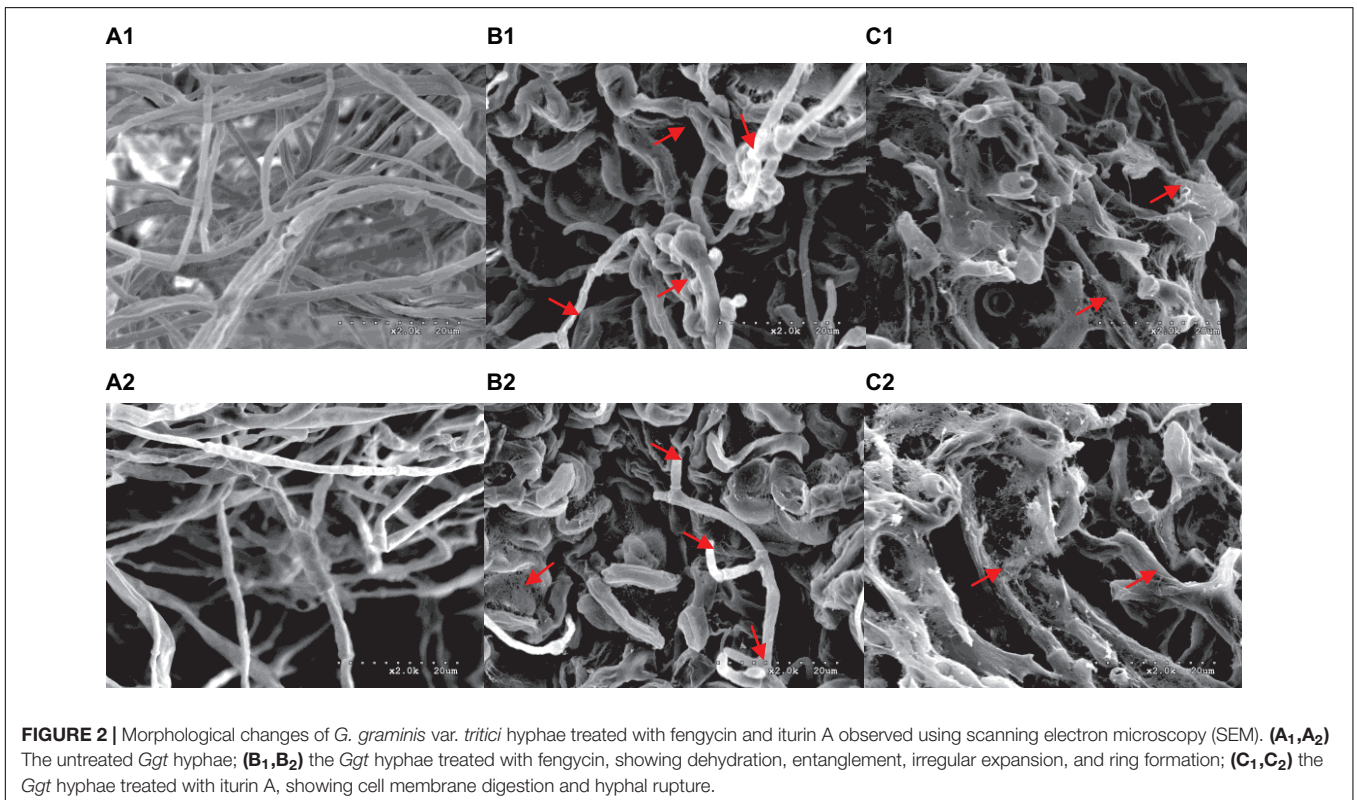 A1 B1 C1
x2.0k 20um x2.0k 20um x2.0k 20um
A2 B2 C2
x2.0k 20um x2.0k 20um x2.0k 20um
FIGURE 2 | Morphological changes of G. graminis var. tritici hyphae treated with fengycin and iturin A observed using scanning electron microscopy (SEM). (A1,A2)
The untreated Ggt hyphae; (B1,B2) the Ggt hyphae treated with fengycin, showing dehydration, entanglement, irregular expansion, and ring formation; (C1,C2) the
Ggt hyphae treated with iturin A, showing cell membrane digestion and hyphal rupture.